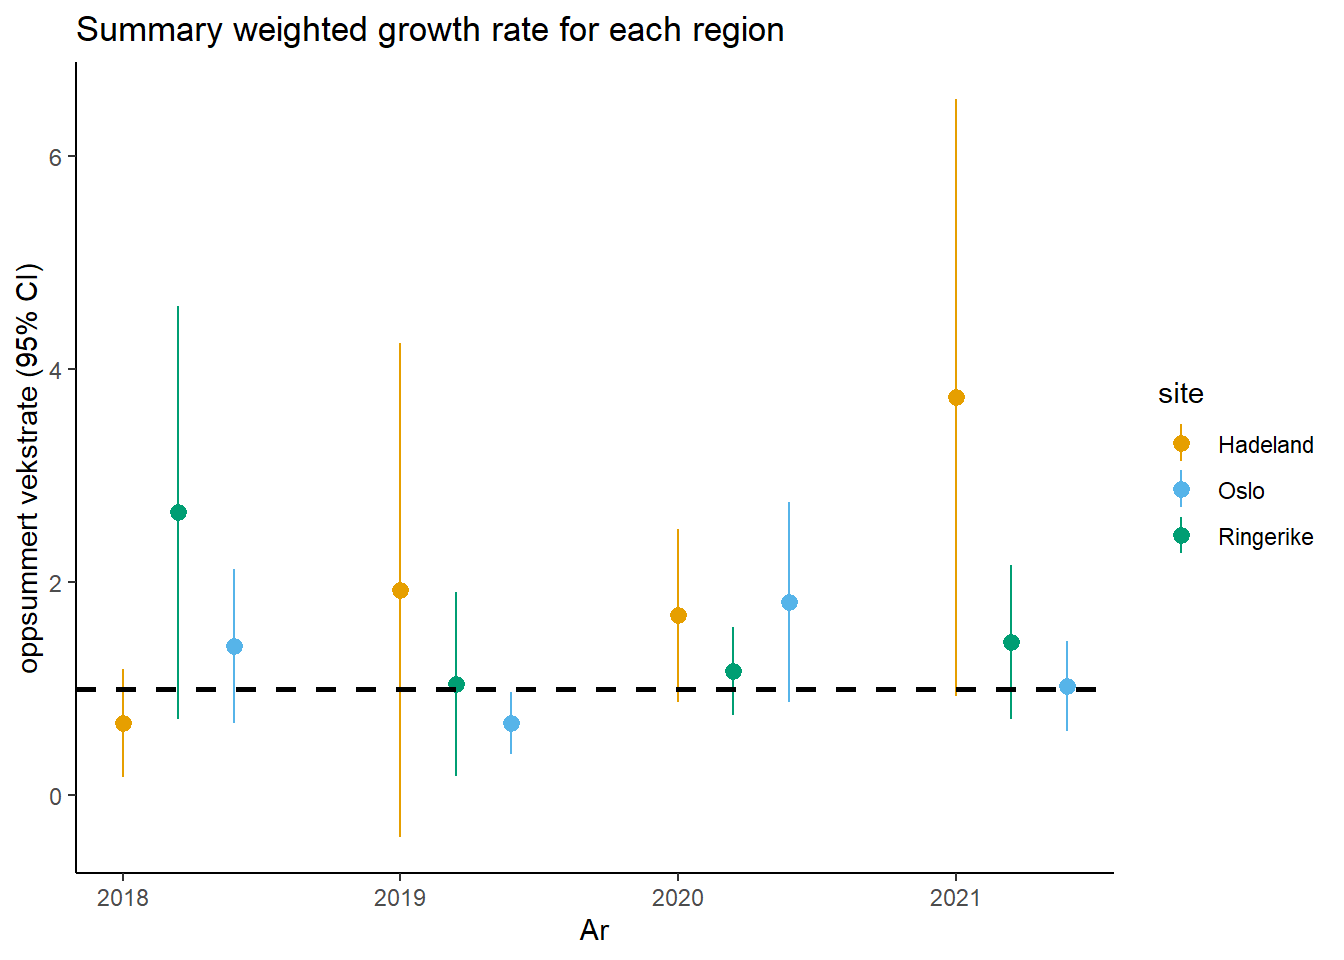 Summary weighted growth rate for each region
oppsummert vekstrate (95% CI)
6
4
2
0
2018
2019
2020
2021
Ar
site
Hadeland
Oslo
Ringerike